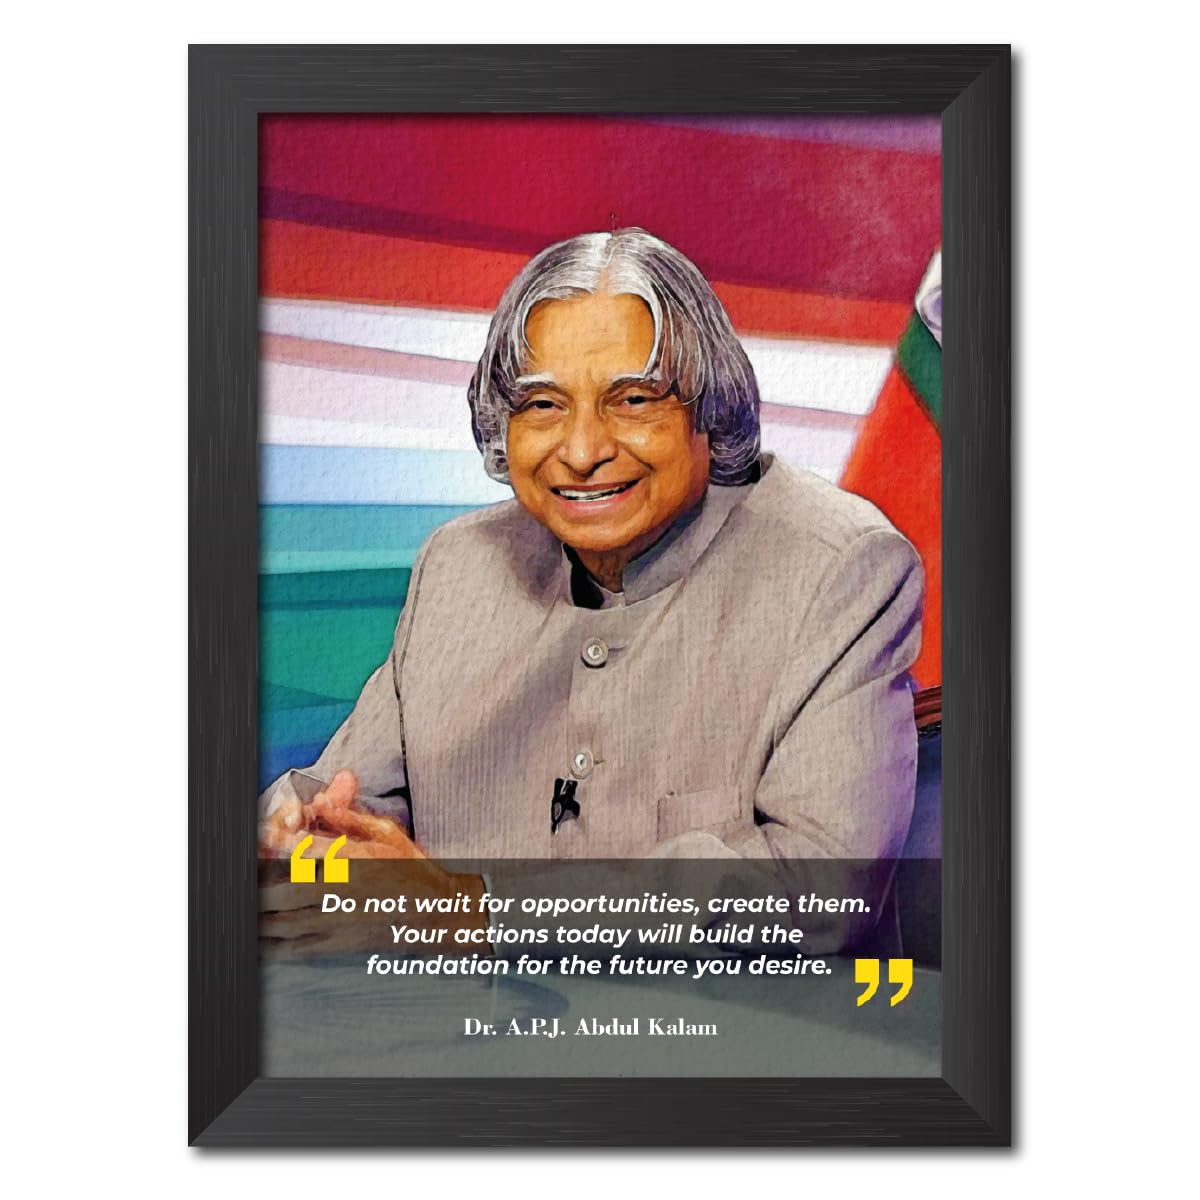 “
Do not wait for opportunities, create them.
Your actions today will build the
foundation for the future you desire.
”
Dr. A.P.J. Abdul Kalam